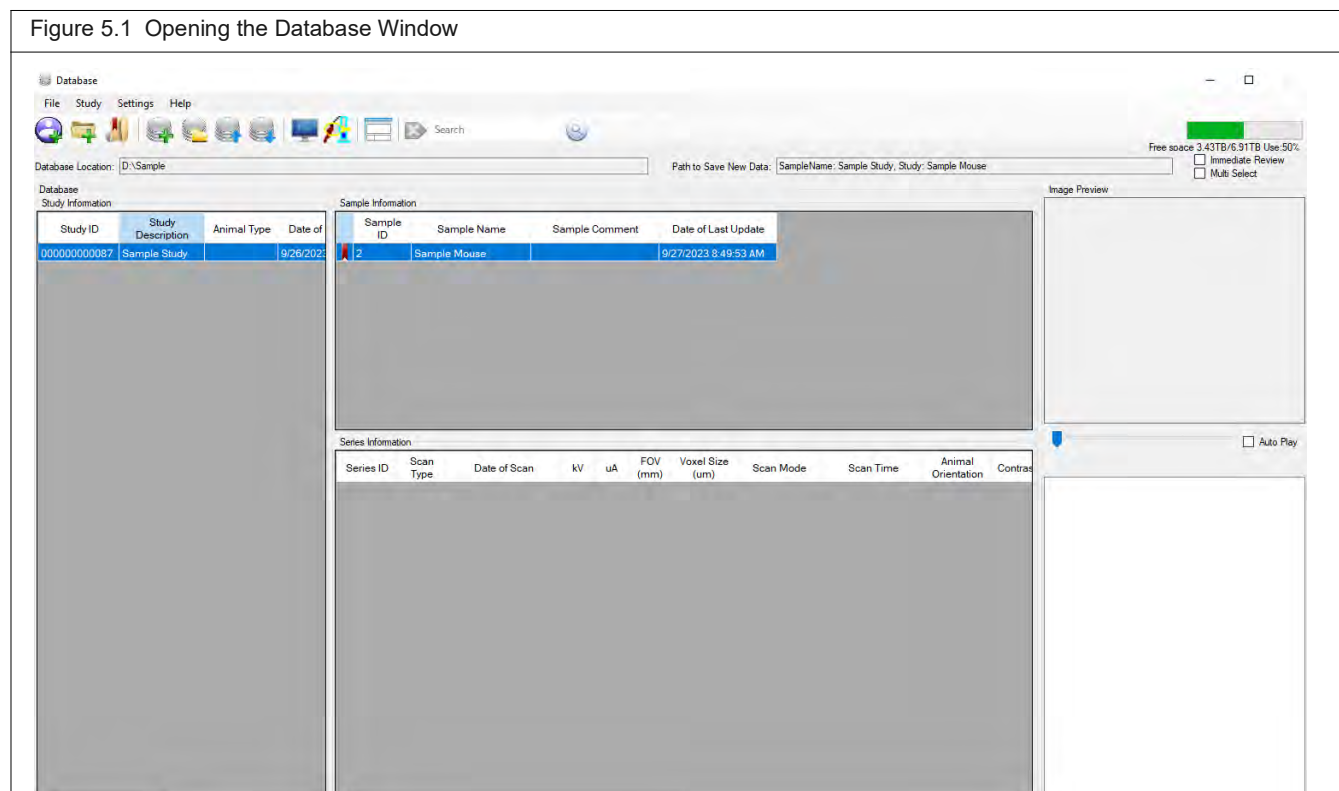 Figure 5.1 Opening the Database Window
Database
File Study Settings Help
Search
Free space 3.43TB/6.91TB Use:50%
Database Location: D:\Sample
Path to Save New Data: SampleName: Sample Study, Study: Sample Mouse
Immediate Review
Multi Select
Database
Study Information
Sample Information
Image Preview
Study ID Study Description Animal Type Date of
Sample ID Sample Name Sample Comment Date of Last Update
000000000087 Sample Study 9/26/2023
2 Sample Mouse 9/27/2023 8:49:53 AM
Series Information
Auto Play
Series ID Scan Type Date of Scan kV uA FOV (mm) Voxel Size (um) Scan Mode Scan Time Animal Orientation Contras